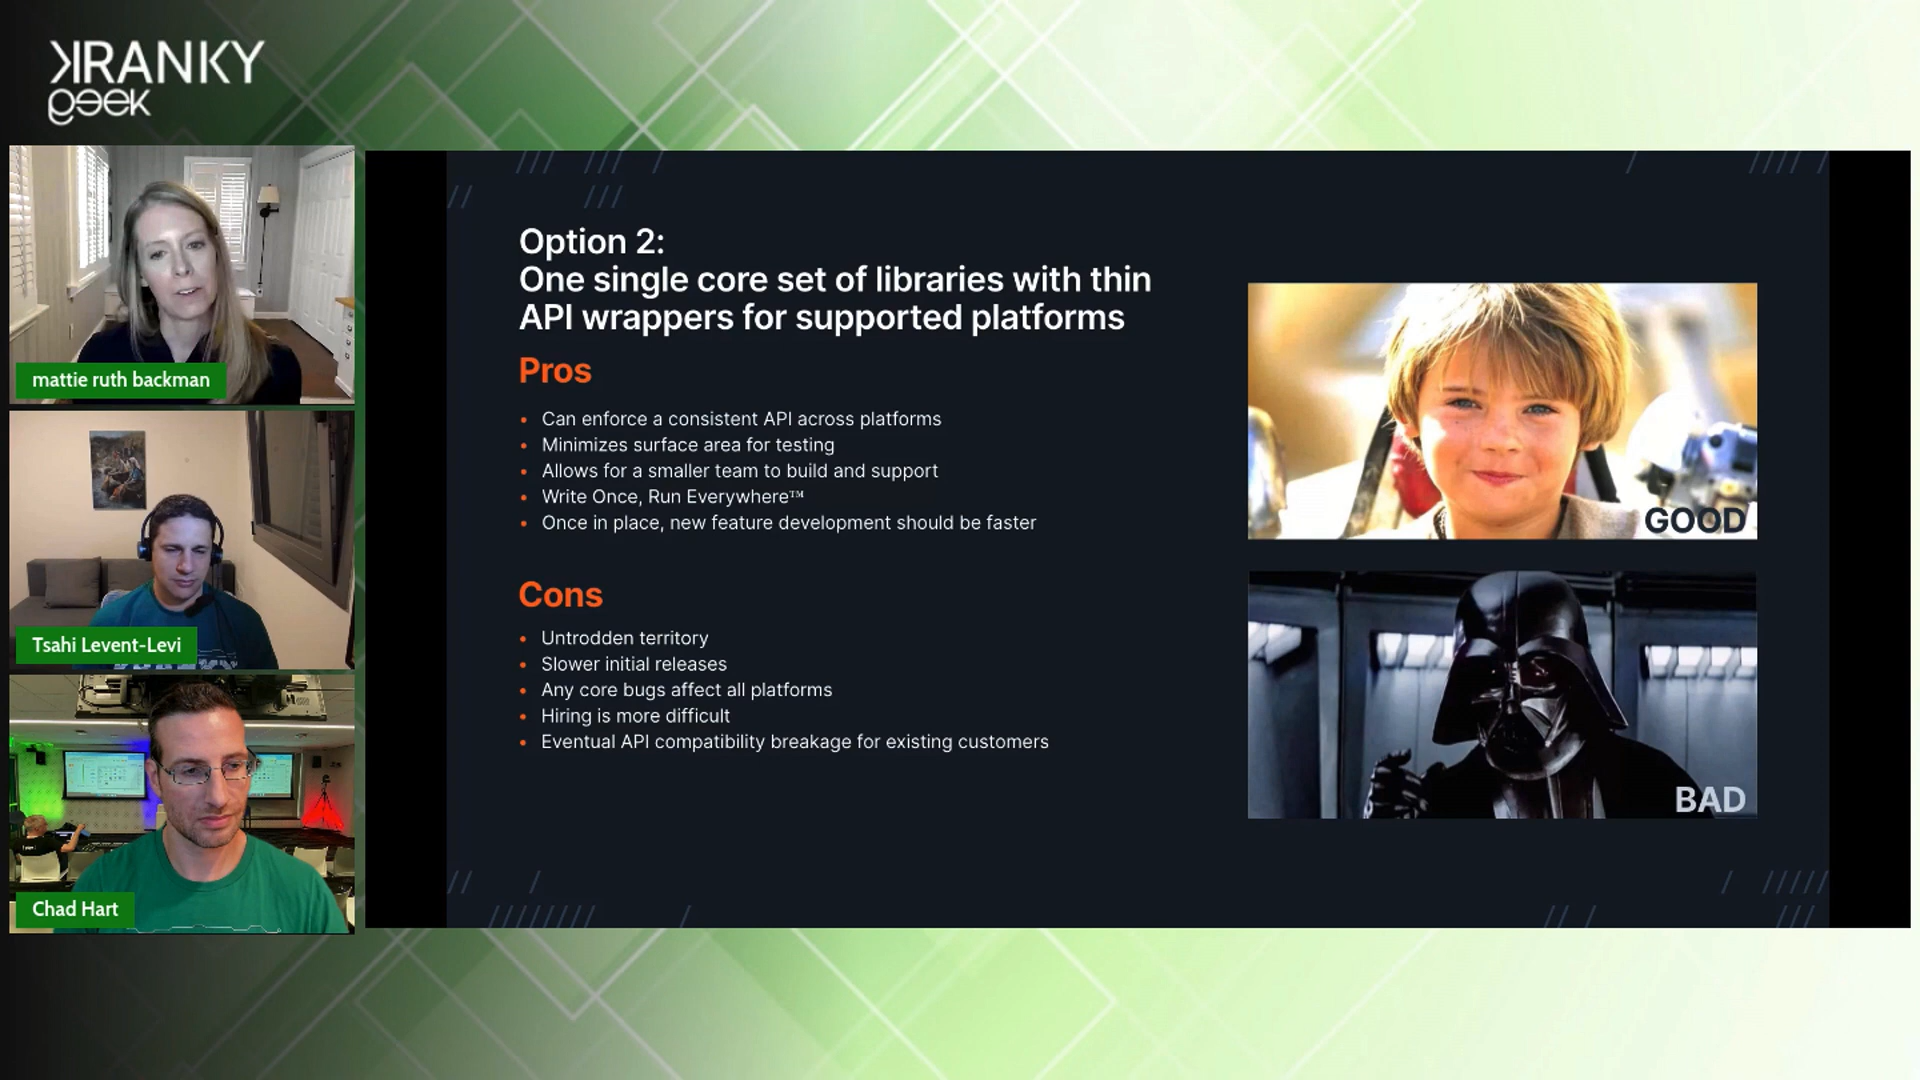 KRANKY
geek
mattie ruth backman
Tsahi Levent-Levi
Chad Hart
Option 2:
One single core set of libraries with thin
API wrappers for supported platforms
Pros
• Can enforce a consistent API across platforms
• Minimizes surface area for testing
• Allows for a smaller team to build and support
• Write Once, Run Everywhere™
• Once in place, new feature development should be faster
Cons
• Untrodden territory
• Slower initial releases
• Any core bugs affect all platforms
• Hiring is more difficult
• Eventual API compatibility breakage for existing customers
GOOD
BAD